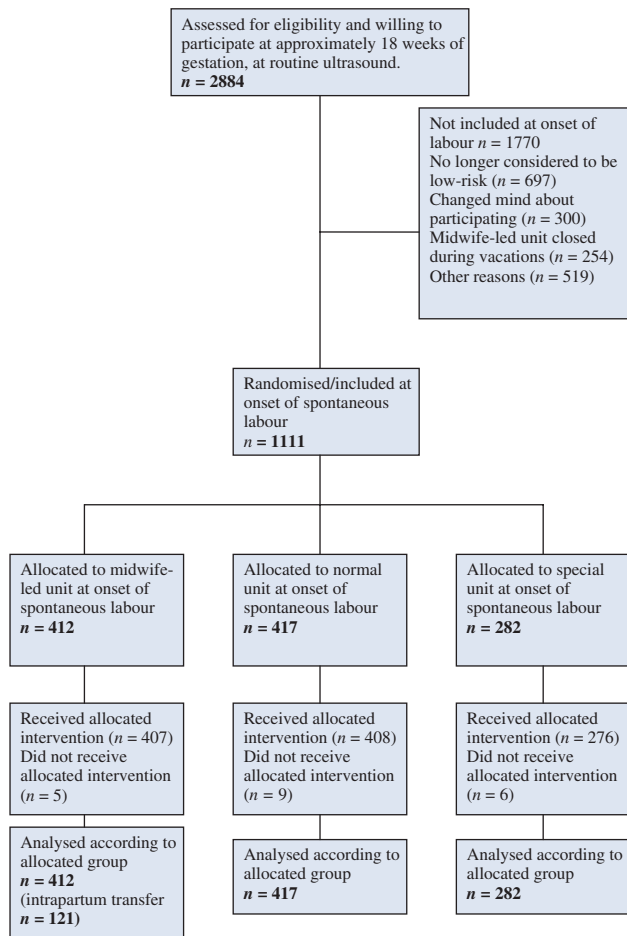 Assessed for eligibility and willing to
participate at approximately 18 weeks of
gestation, at routine ultrasound.
n = 2884
Not included at onset of
labour n = 1770
No longer considered to be
low-risk (n = 697)
Changed mind about
participating (n = 300)
Midwife-led unit closed
during vacations (n = 254)
Other reasons (n = 519)
Randomised/included at
onset of spontaneous
labour
n = 1111
Allocated to midwife-
led unit at onset of
spontaneous labour
n = 412
Allocated to normal
unit at onset of
spontaneous labour
n = 417
Allocated to special
unit at onset of
spontaneous labour
n = 282
Received allocated
intervention (n = 407)
Did not receive
allocated intervention
(n = 5)
Received allocated
intervention (n = 408)
Did not receive
allocated intervention
(n = 9)
Received allocated
intervention (n = 276)
Did not receive
allocated intervention
(n = 6)
Analysed according to
allocated group
n = 412
(intrapartum transfer
n = 121)
Analysed according to
allocated group
n = 417
Analysed according to
allocated group
n = 282